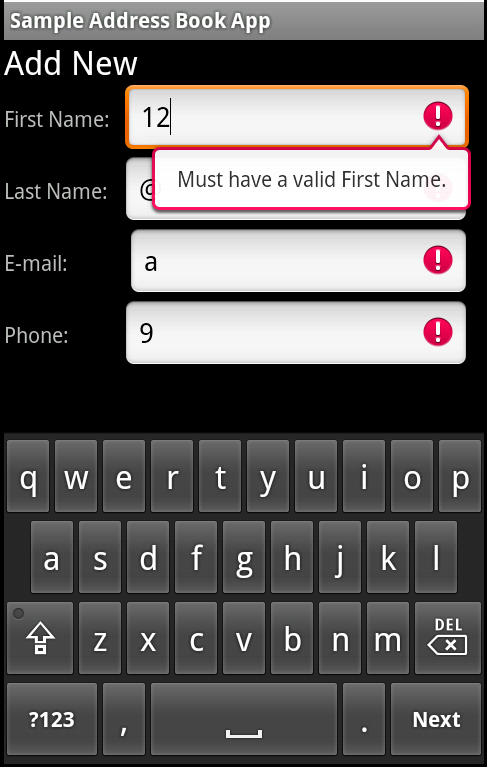 Sample Address Book App
Add New
First Name: 12
Must have a valid First Name.
Last Name: @
E-mail: a
Phone: 9
q w e r t y u i o p
a s d f g h j k l
DEL
z x c v b n m
?123 , . Next